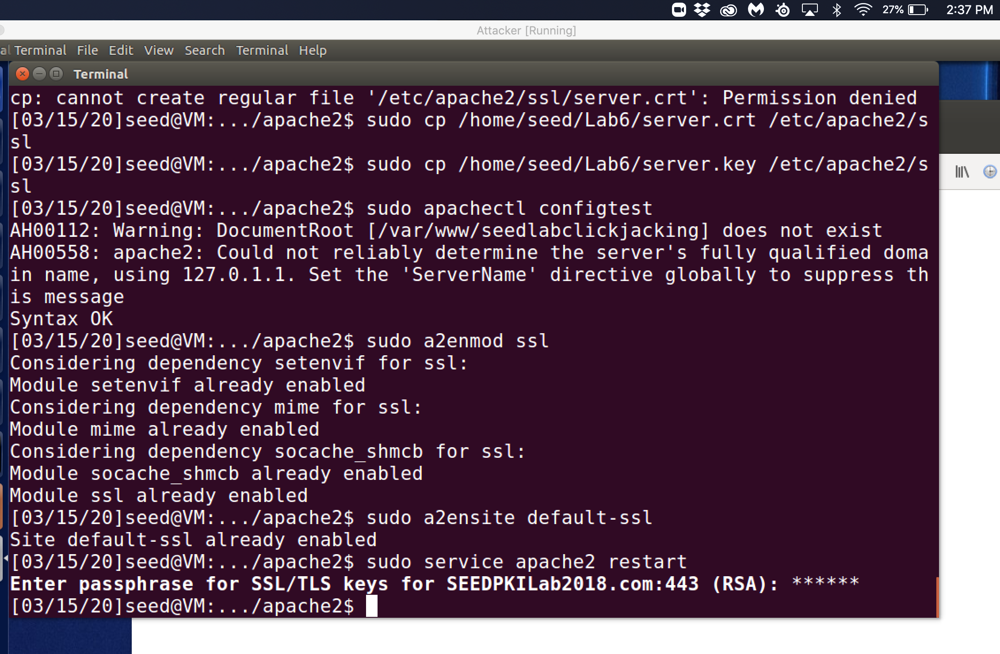 27% 2:37 PM
Attacker [Running]
al Terminal File Edit View Search Terminal Help
Terminal
cp: cannot create regular file '/etc/apache2/ssl/server.crt': Permission denied
[03/15/20]seed@VM:.../apache2$ sudo cp /home/seed/Lab6/server.crt /etc/apache2/s
sl
[03/15/20]seed@VM:.../apache2$ sudo cp /home/seed/Lab6/server.key /etc/apache2/s
sl
[03/15/20]seed@VM:.../apache2$ sudo apachectl configtest
AH00112: Warning: DocumentRoot [/var/www/seedlabclickjacking] does not exist
AH00558: apache2: Could not reliably determine the server's fully qualified doma
in name, using 127.0.1.1. Set the 'ServerName' directive globally to suppress th
is message
Syntax OK
[03/15/20]seed@VM:.../apache2$ sudo a2enmod ssl
Considering dependency setenvif for ssl:
Module setenvif already enabled
Considering dependency mime for ssl:
Module mime already enabled
Considering dependency socache_shmcb for ssl:
Module socache_shmcb already enabled
Module ssl already enabled
[03/15/20]seed@VM:.../apache2$ sudo a2ensite default-ssl
Site default-ssl already enabled
[03/15/20]seed@VM:.../apache2$ sudo service apache2 restart
Enter passphrase for SSL/TLS keys for SEEDPKILab2018.com:443 (RSA): ******
[03/15/20]seed@VM:.../apache2$